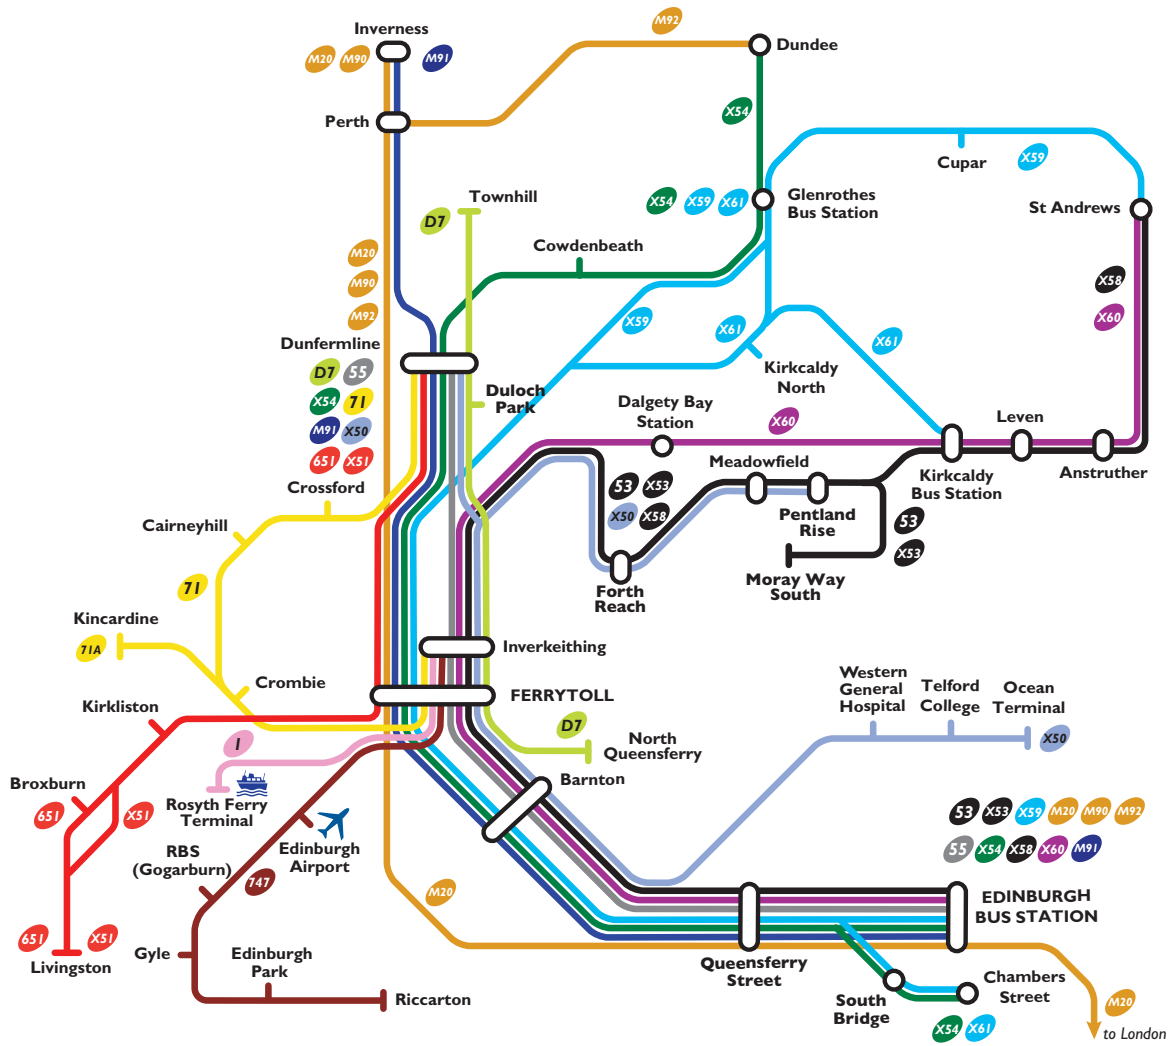 Inverness
M20 M90 M91
M92
Dundee
Perth
X54
Cupar
X59
Townhill
D7
X54 X59 X61
Glenrothes
Bus Station
St Andrews
Cowdenbeath
M20
M90
M92
X58
X60
X59
X61
X61
Dunfermline
D7 55
X54 71
M91 X50
651 X51
Duloch
Park
Kirkcaldy
North
Dalgety Bay
Station
X60
Leven
Kirkcaldy
Bus Station
Anstruther
Meadowfield
Pentland
Rise
53 X53
X50 X58
53
X53
Crossford
Cairneyhill
71
Forth
Reach
Moray Way
South
Kincardine
71A
Inverkeithing
Crombie
FERRYTOLL
Kirkliston
Western
General
Hospital
Telford
College
Ocean
Terminal
X50
D7
North
Queensferry
1
Rosyth Ferry
Terminal
Barnton
Broxburn
651
X51
Edinburgh
Airport
RBS
(Gogarburn)
747
M20
53 X53 X59 M20 M90 M92
55 X54 X58 X60 M91
EDINBURGH
BUS STATION
651 X51
Livingston
Gyle
Edinburgh
Park
Riccarton
Queensferry
Street
South
Bridge
Chambers
Street
X54 X61
M20
to London